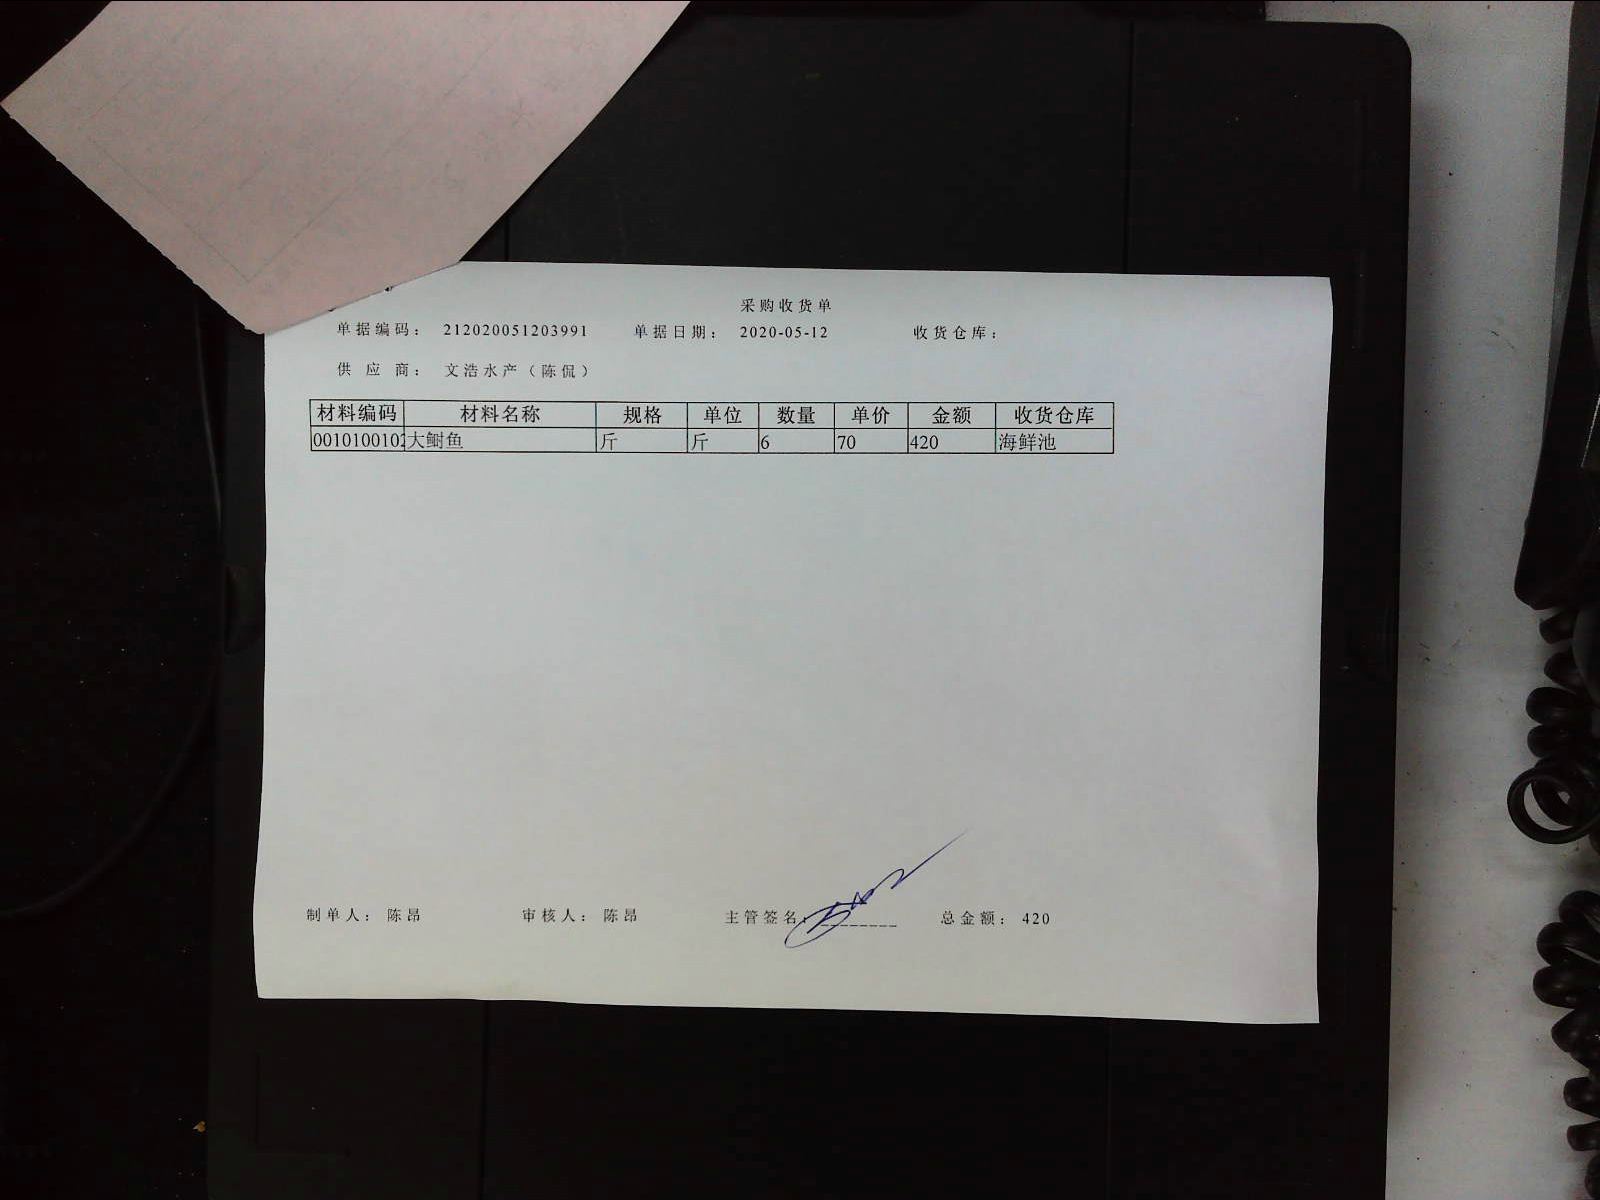 采购收货单
单据编码： 212020051203991 单据日期： 2020-05-12 收货仓库：
供 应 商： 文浩水产（陈侃）
材料编码 材料名称 规格 单位 数量 单价 金额 收货仓库
0010100102 大鲥鱼 斤 斤 6 70 420 海鲜池
制单人： 陈昂 审核人： 陈昂 主管签名： 总金额： 420